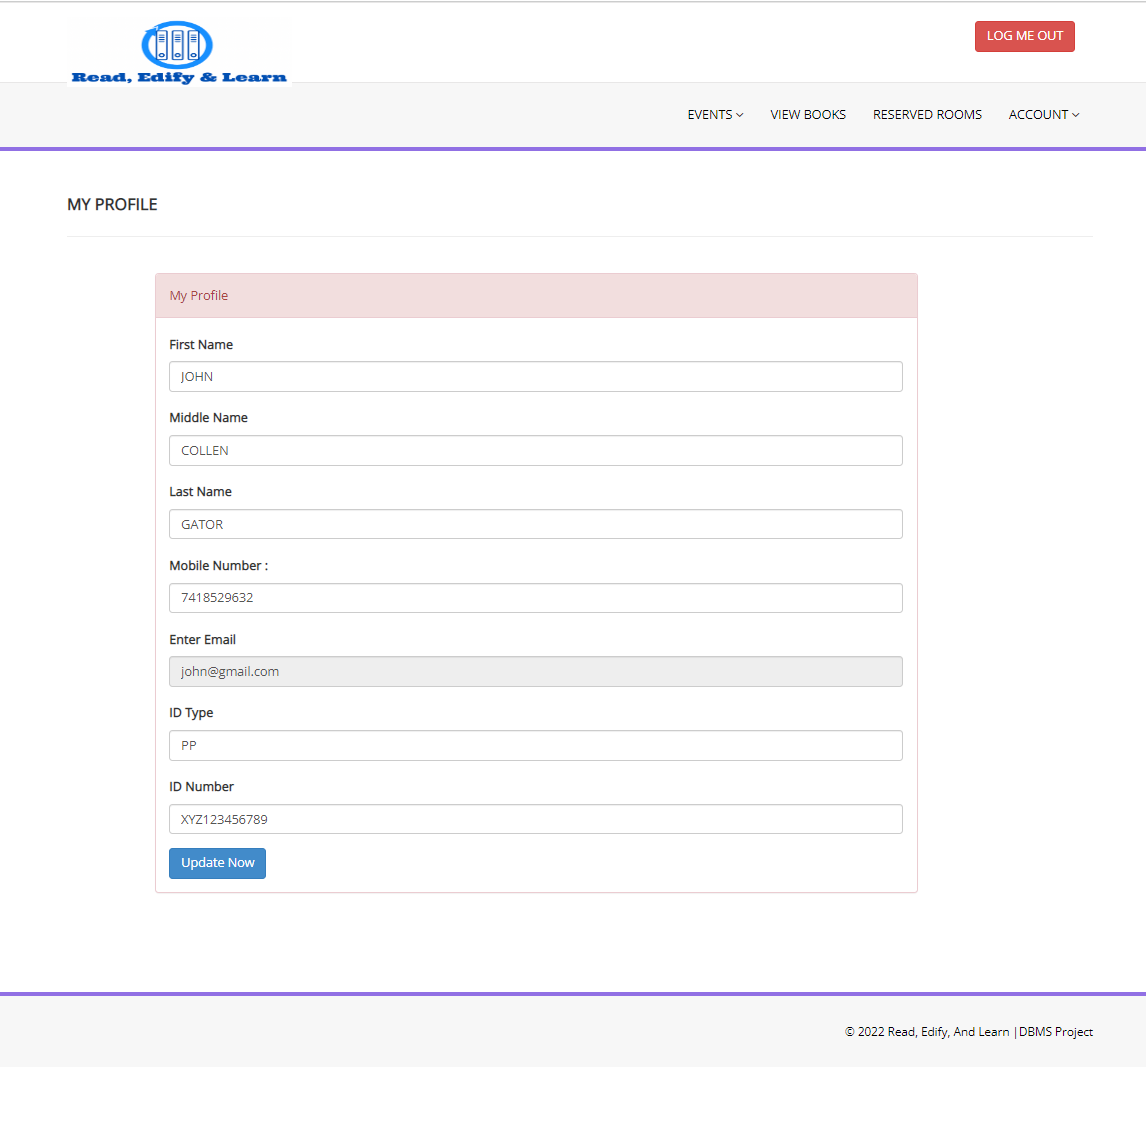 Read, Edify & Learn
LOG ME OUT
EVENTS VIEW BOOKS RESERVED ROOMS ACCOUNT
MY PROFILE
My Profile
First Name
JOHN
Middle Name
COLLEN
Last Name
GATOR
Mobile Number :
7418529632
Enter Email
john@gmail.com
ID Type
PP
ID Number
XYZ123456789
Update Now
© 2022 Read, Edify, And Learn |DBMS Project